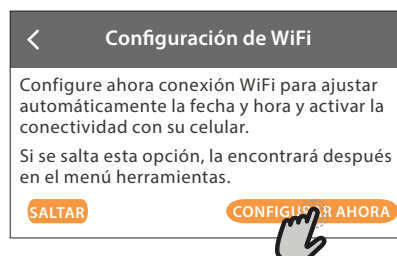 Configuración de WiFi
Configure ahora conexión WiFi para ajustar
automáticamente la fecha y hora y activar la
conectividad con su celular.
Si se salta esta opción, la encontrará después
en el menú herramientas.
SALTAR CONFIGURAR AHORA